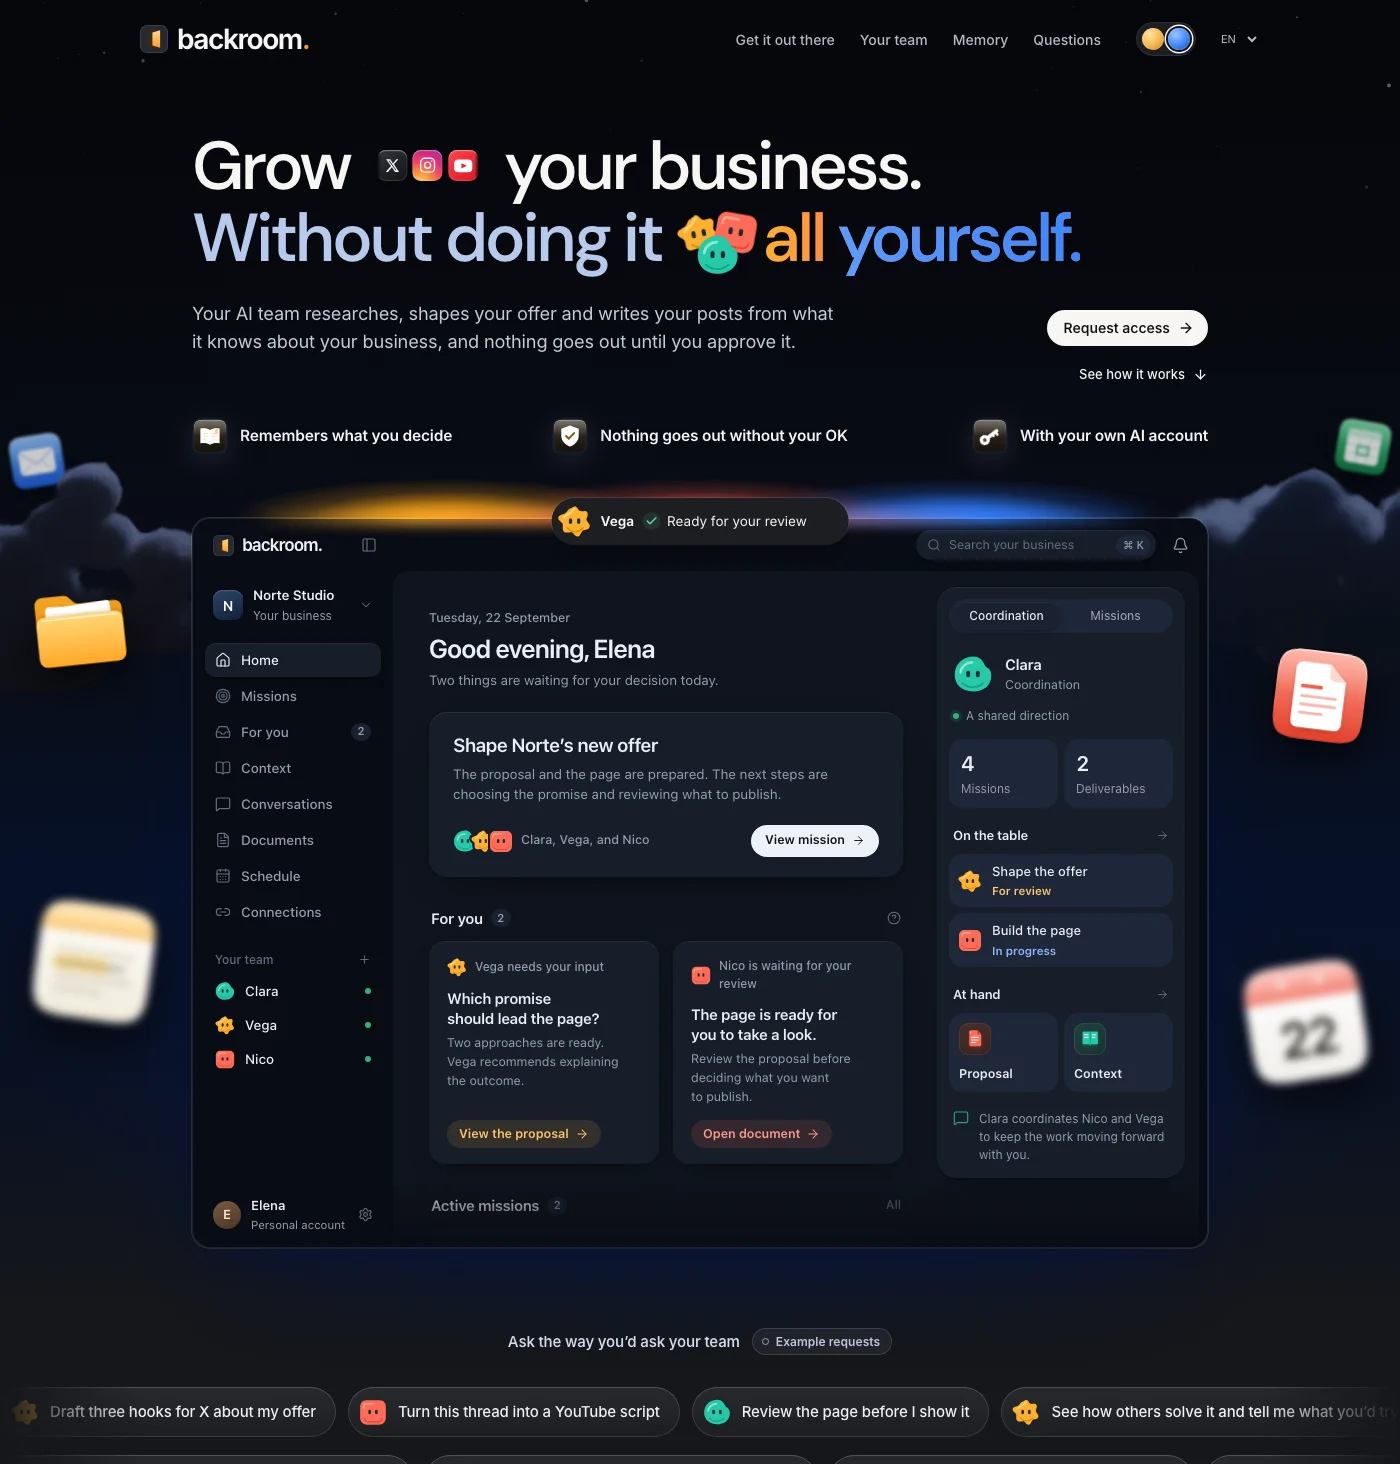 backroom.
Get it out there
Your team
Memory
Questions
EN
Grow your business.
Without doing it all yourself.
Your AI team researches, shapes your offer and writes your posts from what
it knows about your business, and nothing goes out until you approve it.
Request access
See how it works
Remembers what you decide
Nothing goes out without your OK
With your own AI account
Vega Ready for your review
backroom.
Search your business
⌘ K
N
Norte Studio
Your business
Home
Missions
For you 2
Context
Conversations
Documents
Schedule
Connections
Your team
Clara
Vega
Nico
E
Elena
Personal account
Tuesday, 22 September
Good evening, Elena
Two things are waiting for your decision today.
Shape Norte’s new offer
The proposal and the page are prepared. The next steps are
choosing the promise and reviewing what to publish.
Clara, Vega, and Nico
View mission
For you 2
Vega needs your input
Which promise
should lead the page?
Two approaches are ready.
Vega recommends explaining
the outcome.
View the proposal
Nico is waiting for your
review
The page is ready for
you to take a look.
Review the proposal before
deciding what you want
to publish.
Open document
Active missions 2
All
Coordination
Missions
Clara
Coordination
A shared direction
4
Missions
2
Deliverables
On the table
Shape the offer
For review
Build the page
In progress
At hand
Proposal
Context
Clara coordinates Nico and Vega
to keep the work moving forward
with you.
22
Ask the way you’d ask your team
Example requests
Draft three hooks for X about my offer
Turn this thread into a YouTube script
Review the page before I show it
See how others solve it and tell me what you’d